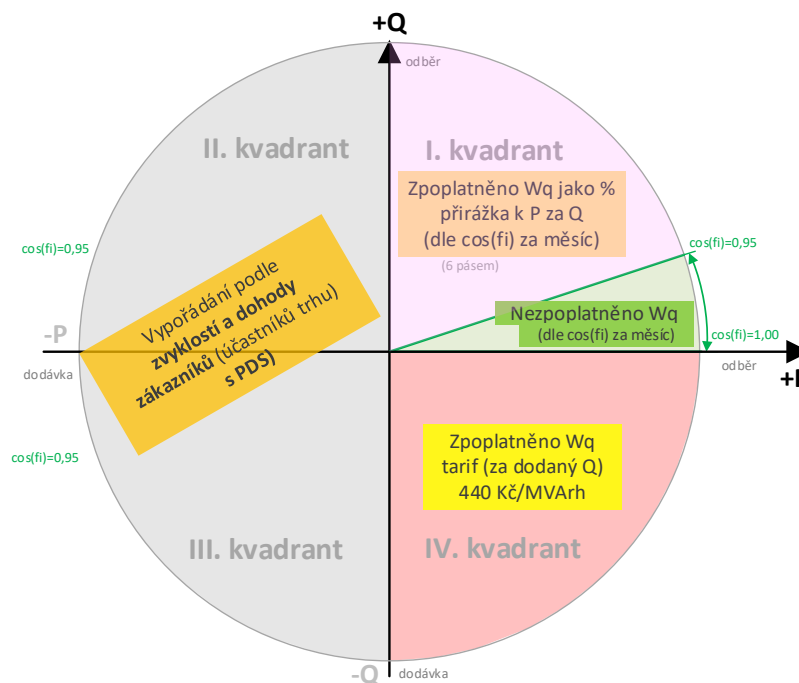 +Q
odběr
II. kvadrant
I. kvadrant
Zpoplatněno Wq jako %
přirážka k P za Q
(dle cos(fi) za měsíc)
(6 pásem)
cos(fi)=0,95
cos(fi)=0,95
Vypořádání podle
zvyklostí a dohody
zákazníků (účastníků trhu)
s PDS)
Nezpoplatněno Wq
(dle cos(fi) za měsíc)
cos(fi)=1,00
-P
dodávka
odběr
cos(fi)=0,95
Zpoplatněno Wq
tarif (za dodaný Q)
440 Kč/MVArh
III. kvadrant
IV. kvadrant
-Q
dodávka